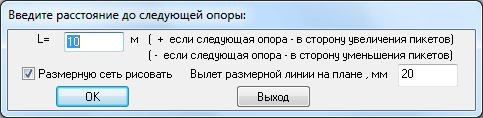 Введите расстояние до следующей опоры:
L= 10 м ( + если следующая опора - в сторону увеличения пикетов)
( - если следующая опора - в сторону уменьшения пикетов)
Размерную сеть рисовать Вылет размерной линии на плане , мм 20
OK Выход